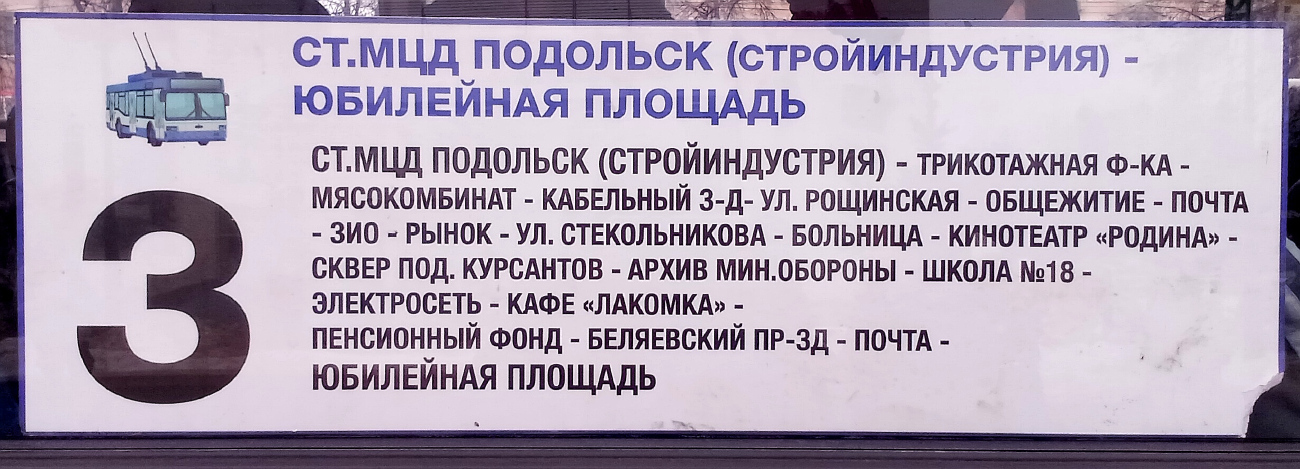 СТ.МЦД ПОДОЛЬСК (СТРОЙИНДУСТРИЯ) -
ЮБИЛЕЙНАЯ ПЛОЩАДЬ
3
СТ.МЦД ПОДОЛЬСК (СТРОЙИНДУСТРИЯ) - ТРИКОТАЖНАЯ Ф-КА -
МЯСОКОМБИНАТ - КАБЕЛЬНЫЙ З-Д- УЛ. РОЩИНСКАЯ - ОБЩЕЖИТИЕ - ПОЧТА
- ЗИО - РЫНОК - УЛ. СТЕКОЛЬНИКОВА - БОЛЬНИЦА - КИНОТЕАТР «РОДИНА» -
СКВЕР ПОД. КУРСАНТОВ - АРХИВ МИН.ОБОРОНЫ - ШКОЛА №18 -
ЭЛЕКТРОСЕТЬ - КАФЕ «ЛАКОМКА» -
ПЕНСИОННЫЙ ФОНД - БЕЛЯЕВСКИЙ ПР-ЗД - ПОЧТА -
ЮБИЛЕЙНАЯ ПЛОЩАДЬ